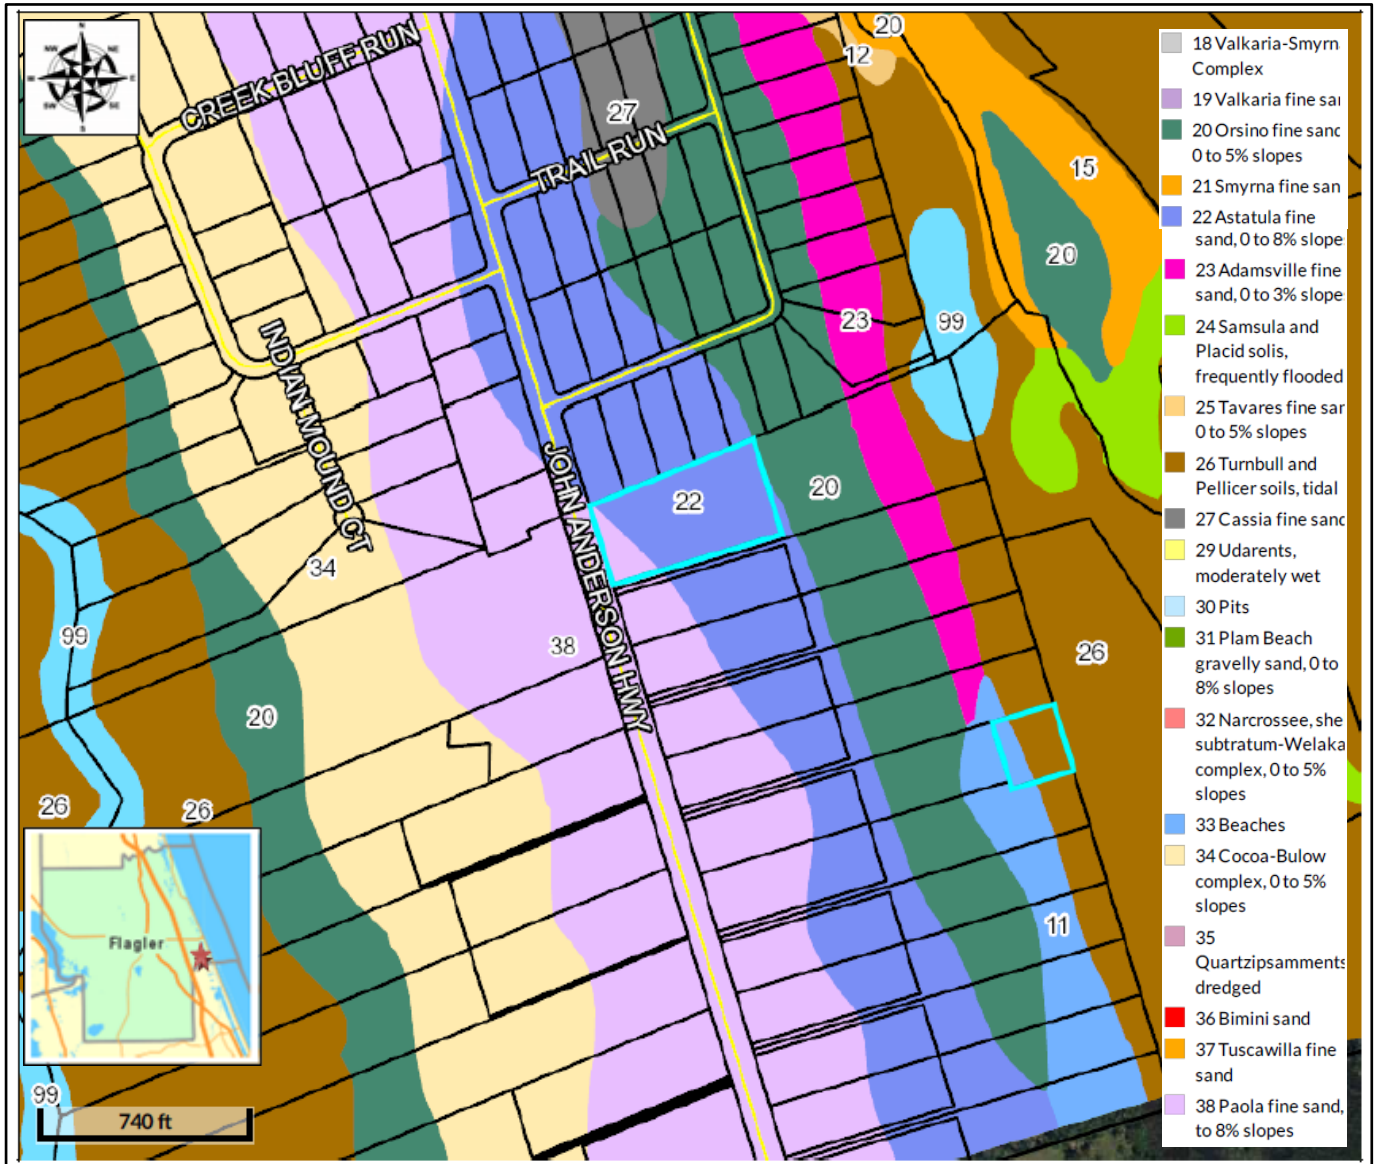 CREEK BLUFF RUN
TRAIL RUN
INDIAN MOUND CT
JOHN ANDERSON HWY
20
12
27
15
20
23
99
22
20
34
38
99
26
20
26
26
11
99
N
NE
E
SE
S
SW
W
NW
Flagler
740 ft
18 Valkaria-Smyrn
Complex
19 Valkaria fine sai
20 Orsino fine sand
0 to 5% slopes
21 Smyrna fine san
22 Astatula fine
sand, 0 to 8% slope
23 Adamsville fine
sand, 0 to 3% slope
24 Samsula and
Placid solis,
frequently flooded
25 Tavares fine sar
0 to 5% slopes
26 Turnbull and
Pellicer soils, tidal
27 Cassia fine sand
29 Udarents,
moderately wet
30 Pits
31 Plam Beach
gravelly sand, 0 to
8% slopes
32 Narcrossee, she
subtratum-Welaka
complex, 0 to 5%
slopes
33 Beaches
34 Cocoa-Bulow
complex, 0 to 5%
slopes
35
Quartzipsamments
dredged
36 Bimini sand
37 Tuscawilla fine
sand
38 Paola fine sand,
to 8% slopes